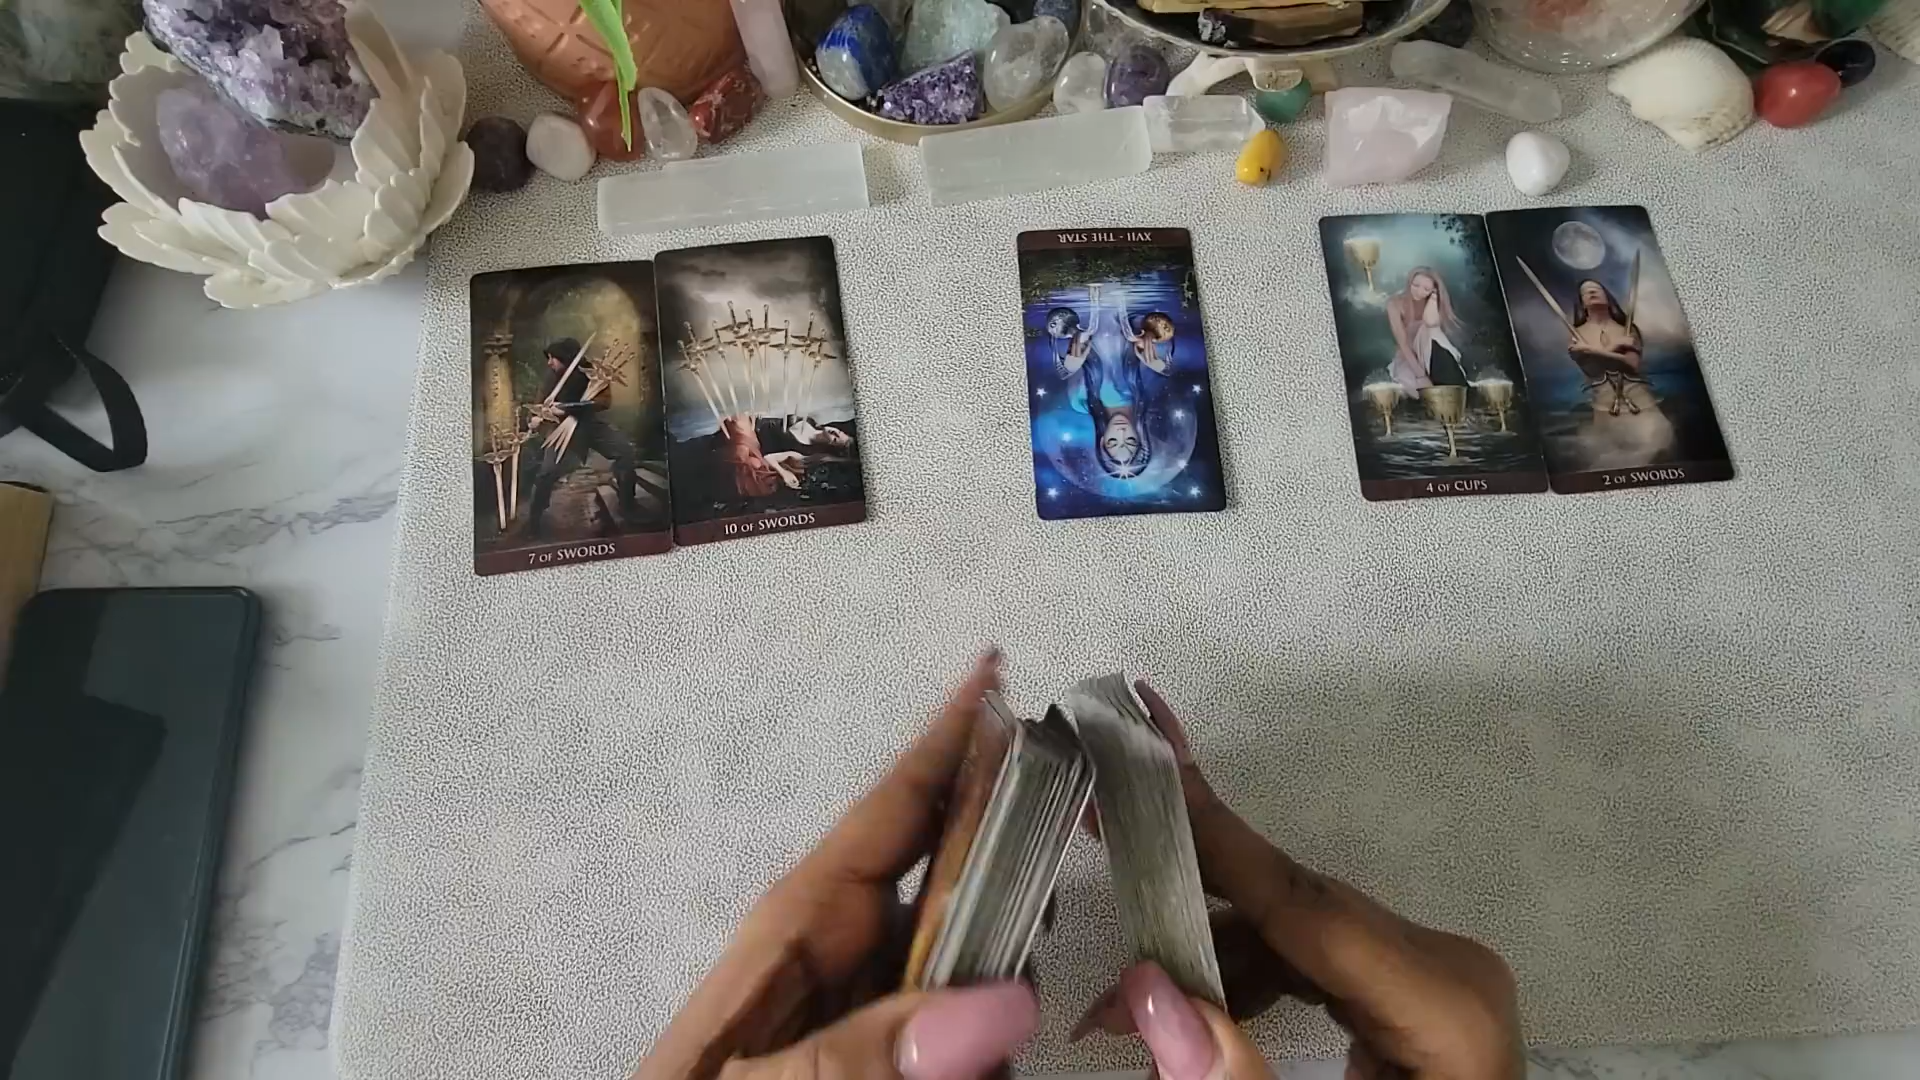 7 OF SWORDS
10 OF SWORDS
XVII - THE STAR
4 OF CUPS
2 OF SWORDS